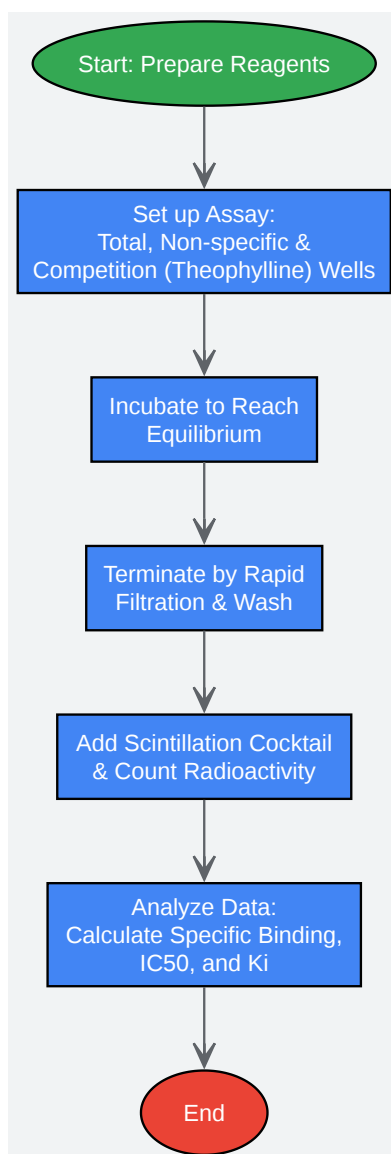 Start: Prepare Reagents
Set up Assay:
Total, Non-specific &
Competition (Theophylline) Wells
Incubate to Reach
Equilibrium
Terminate by Rapid
Filtration & Wash
Add Scintillation Cocktail
& Count Radioactivity
Analyze Data:
Calculate Specific Binding,
IC50, and Ki
End